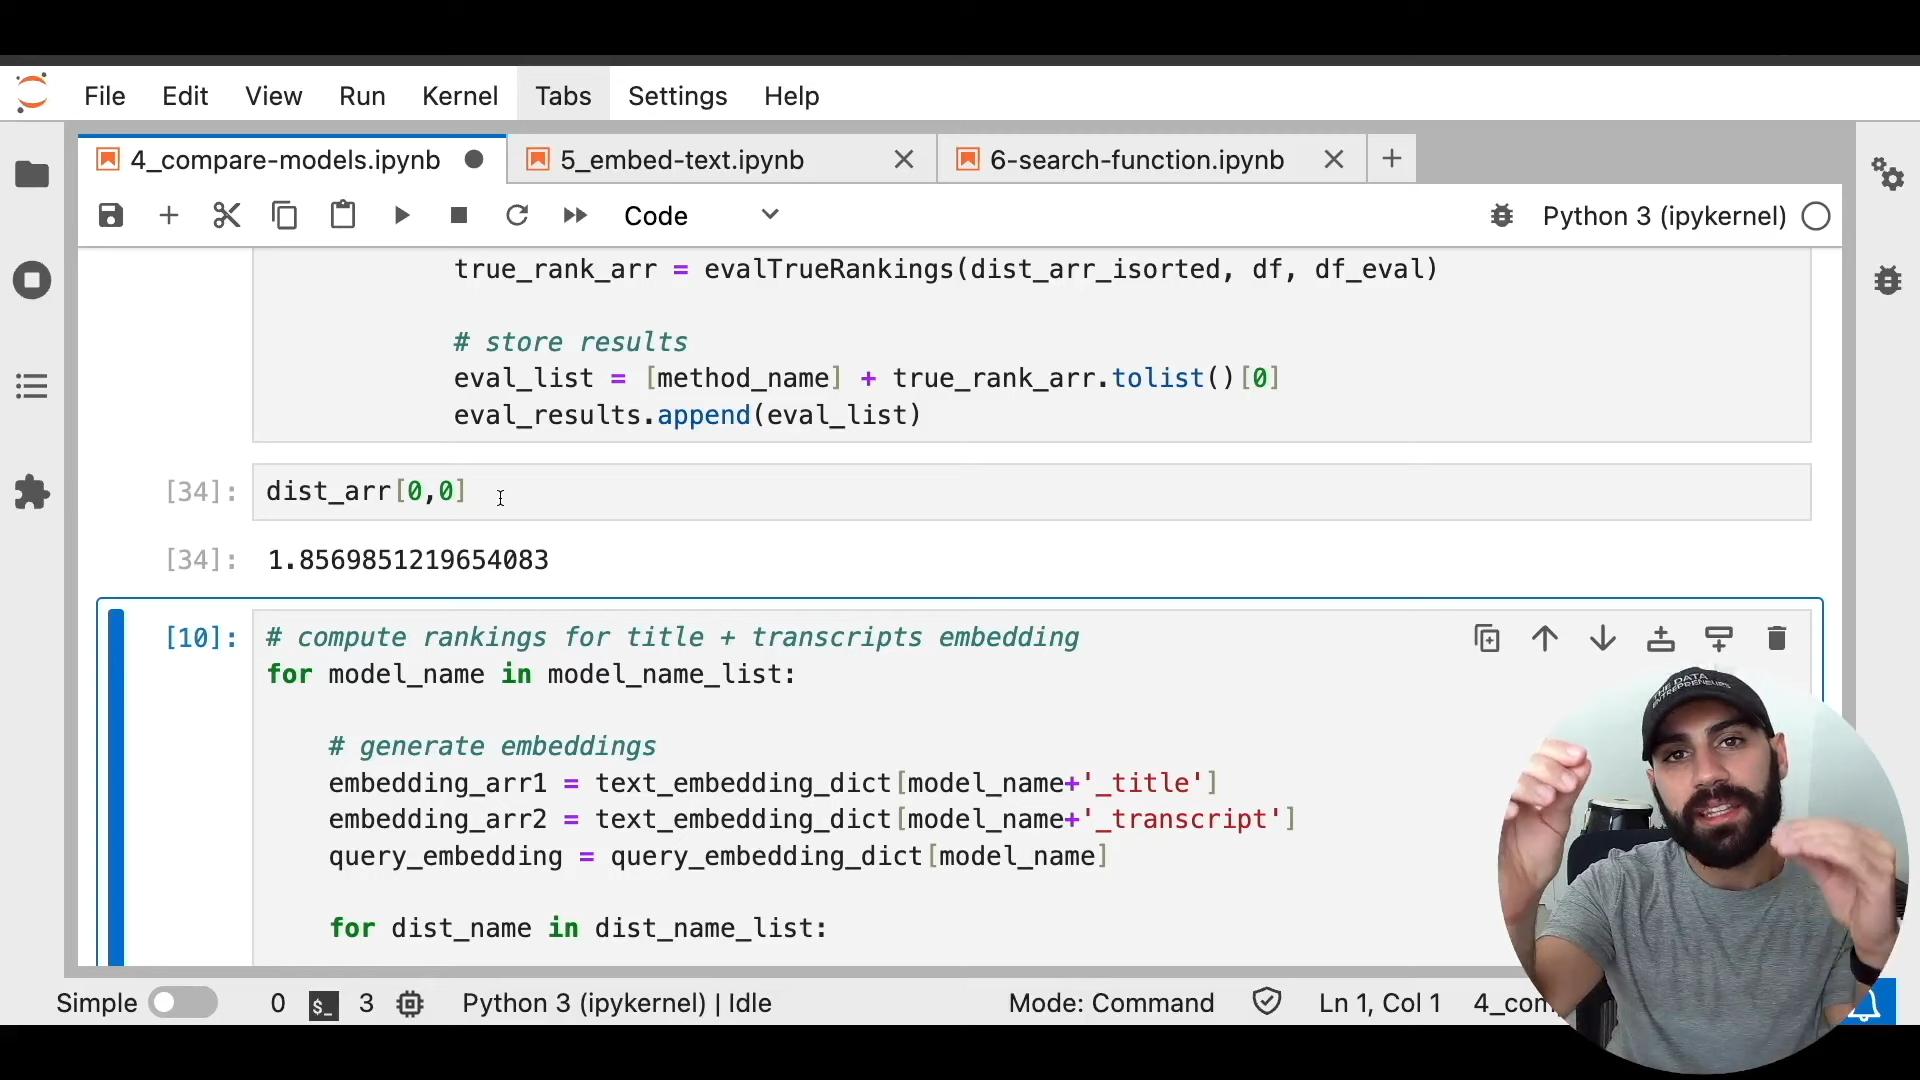 File Edit View Run Kernel Tabs Settings Help
4_compare-models.ipynb 5_embed-text.ipynb 6-search-function.ipynb
Code Python 3 (ipykernel)
true_rank_arr = evalTrueRankings(dist_arr_isorted, df, df_eval)
# store results
eval_list = [method_name] + true_rank_arr.tolist()[0]
eval_results.append(eval_list)
[34]: dist_arr[0,0]
[34]: 1.8569851219654083
[10]: # compute rankings for title + transcripts embedding
for model_name in model_name_list:
# generate embeddings
embedding_arr1 = text_embedding_dict[model_name+'_title']
embedding_arr2 = text_embedding_dict[model_name+'_transcript']
query_embedding = query_embedding_dict[model_name]
for dist_name in dist_name_list:
THE DATA
ENTREPRENEURS
Simple 0 $_ 3 Python 3 (ipykernel) | Idle Mode: Command Ln 1, Col 1 4_com